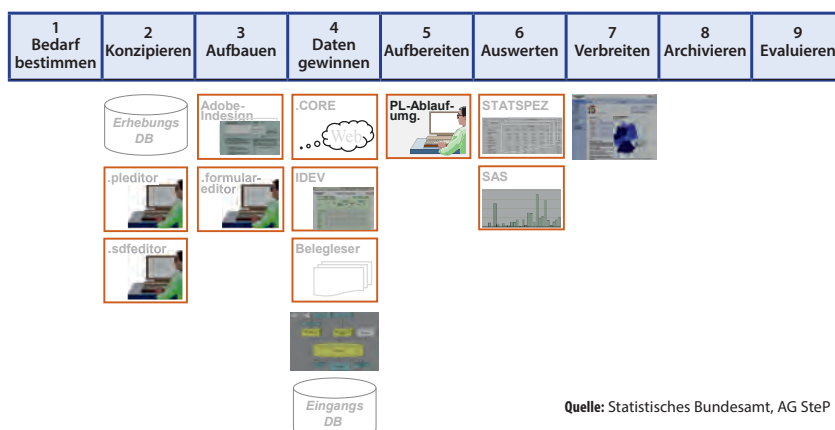 1
Bedarf
bestimmen
2
Konzipieren
3
Aufbauen
4
Daten
gewinnen
5
Aufbereiten
6
Auswerten
7
Verbreiten
8
Archivieren
9
Evaluieren
Erhebungs
DB
Adobe-
Indesign
.CORE
Web
PL-Ablauf-
umg.
STATSPEZ
.pleditor
.formular-
editor
IDEV
SAS
.sdfeditor
Belegleser
Eingangs
DB
Quelle: Statistisches Bundesamt, AG SteP